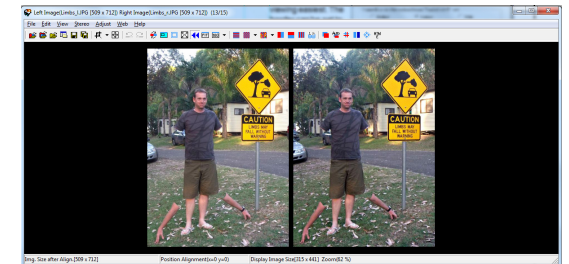 Left Image(Limbs_l.JPG [509 x 712]) Right Image(Limbs_r.JPG [509 x 712]) (13/15)
File Edit View Stereo Adjust Web Help
CAUTION
LIMBS MAY
FALL WITHOUT
WARNING
CAUTION
LIMBS MAY
FALL WITHOUT
WARNING
Img. Size after Align.[509 x 712] Position Alignment(x=0 y=0) Display Image Size[315 x 441] Zoom(62 %)